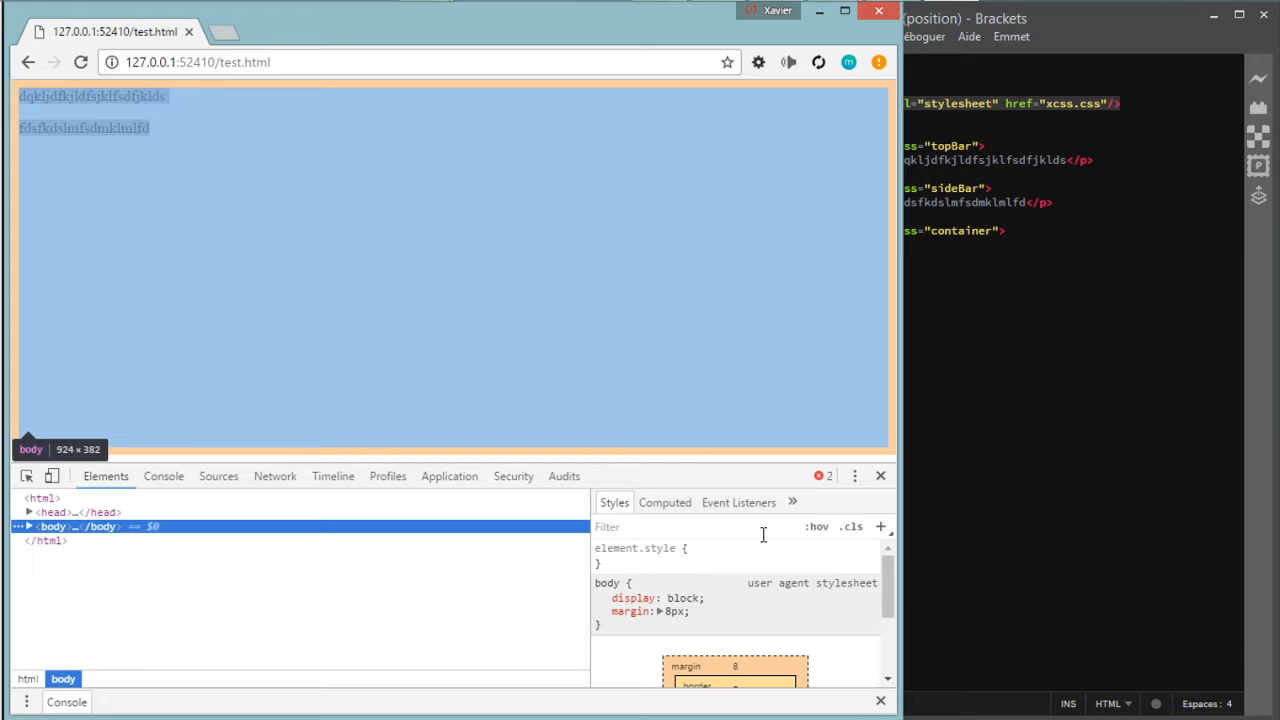 Xavier
127.0.0.1:52410/test.html
127.0.0.1:52410/test.html
dqkljdfkjldfsjklfsdfjklds
fdsfkdslmfsdmklmlfd
body 924 × 382
Elements Console Sources Network Timeline Profiles Application Security Audits 2
<html>
<head>…</head>
<body>…</body> == $0
</html>
html body
Console
Styles Computed Event Listeners »
Filter :hov .cls +
element.style {
}
body { user agent stylesheet
display: block;
margin: 8px;
}
margin 8
border –
(position) - Brackets
éboguer Aide Emmet
l="stylesheet" href="xcss.css"/>
ss="topBar">
qkljdfkjldfsjklfsdfjklds</p>
ss="sideBar">
dsfkdslmfsdmklmlfd</p>
ss="container">
INS HTML Espaces: 4